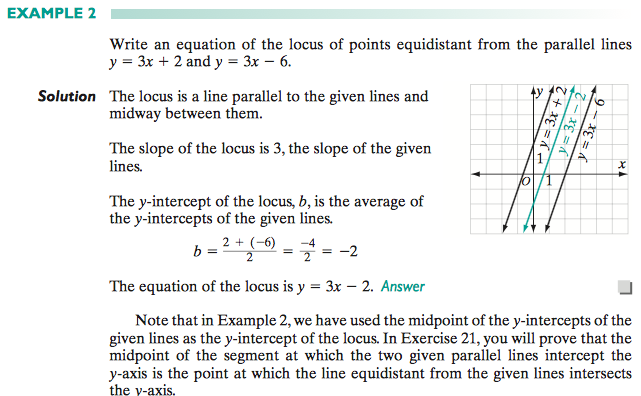 EXAMPLE 2
Write an equation of the locus of points equidistant from the parallel lines
y = 3x + 2 and y = 3x − 6.
Solution The locus is a line parallel to the given lines and
midway between them.
The slope of the locus is 3, the slope of the given
lines.
The y-intercept of the locus, b, is the average of
the y-intercepts of the given lines.
b = 2 + (−6)/2 = −4/2 = −2
The equation of the locus is y = 3x − 2. Answer
y
y = 3x + 2
y = 3x − 2
y = 3x − 6
1
x
O
1
Note that in Example 2, we have used the midpoint of the y-intercepts of the
given lines as the y-intercept of the locus. In Exercise 21, you will prove that the
midpoint of the segment at which the two given parallel lines intercept the
y-axis is the point at which the line equidistant from the given lines intersects
the y-axis.